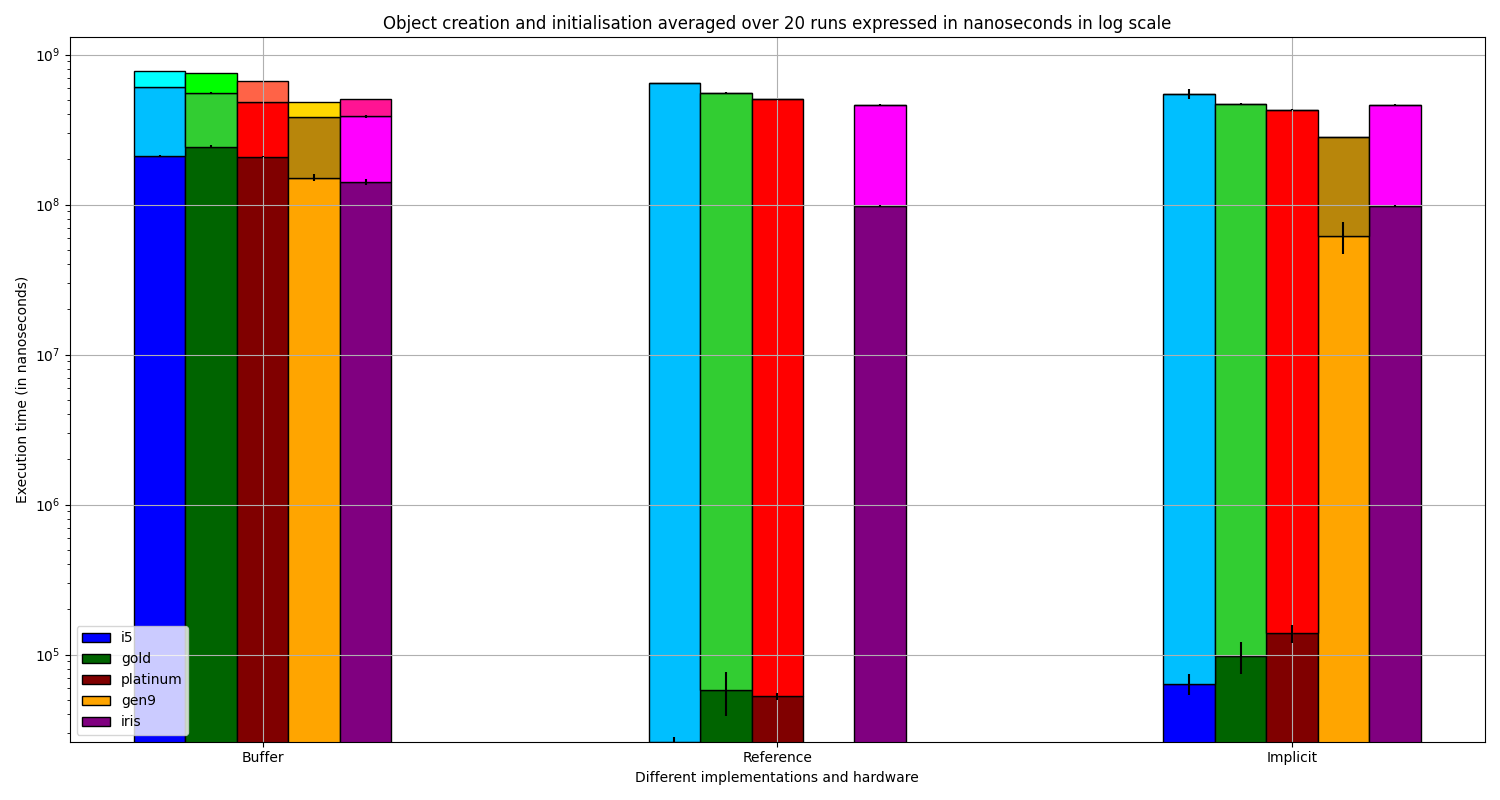 Object creation and initialisation averaged over 20 runs expressed in nanoseconds in log scale
Execution time (in nanoseconds)
10⁹
10⁸
10⁷
10⁶
10⁵
i5
gold
platinum
gen9
iris
Buffer
Reference
Implicit
Different implementations and hardware